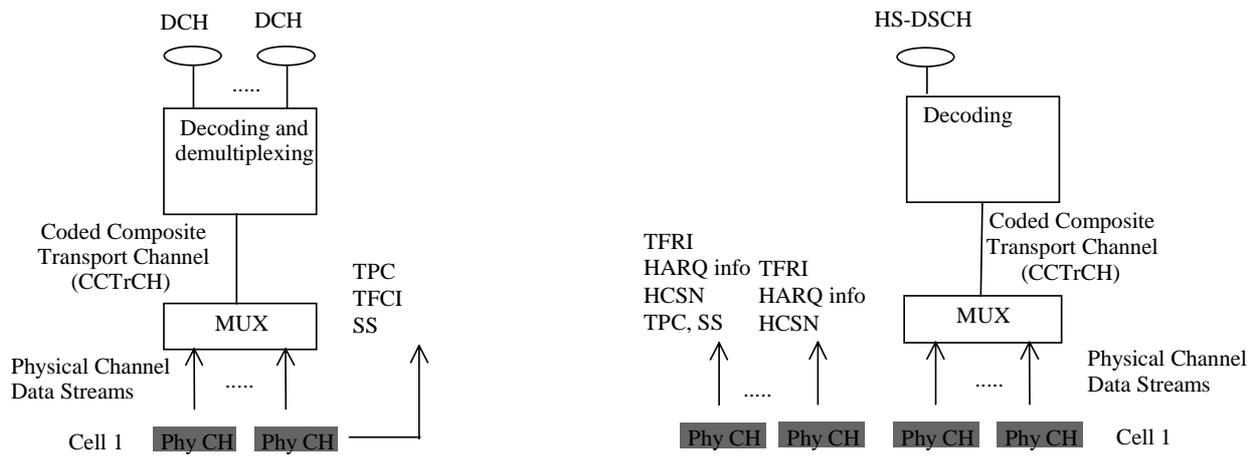 DCH DCH
.....
Decoding and
demultiplexing
Coded Composite
Transport Channel
(CCTrCH)
TPC
TFCI
SS
MUX
Physical Channel
Data Streams
.....
Cell 1 Phy CH Phy CH
HS-DSCH
Decoding
Coded Composite
Transport Channel
(CCTrCH)
TFRI
HARQ info
HCSN
TPC, SS
TFRI
HARQ info
HCSN
MUX
Physical Channel
Data Streams
..... .....
Phy CH Phy CH Phy CH Phy CH Cell 1